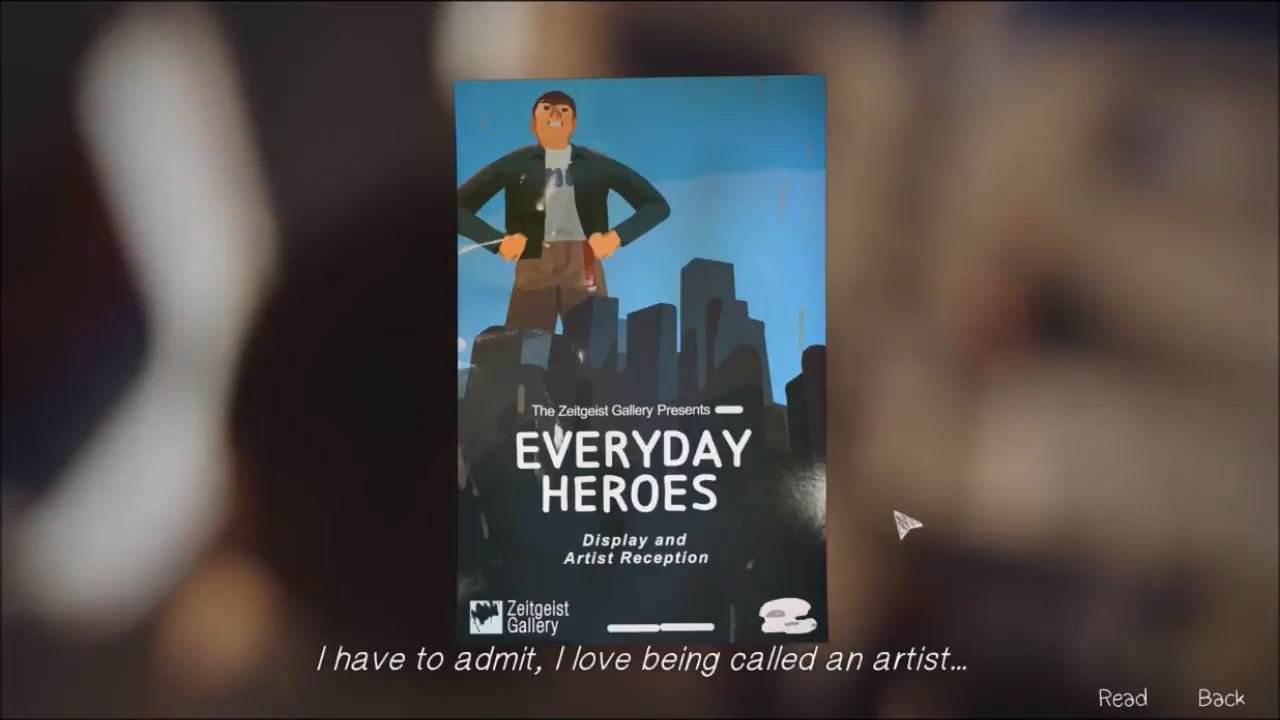 The Zeitgeist Gallery Presents
EVERYDAY
HEROES
Display and
Artist Reception
Zeitgeist
Gallery
I have to admit, I love being called an artist...
Read Back